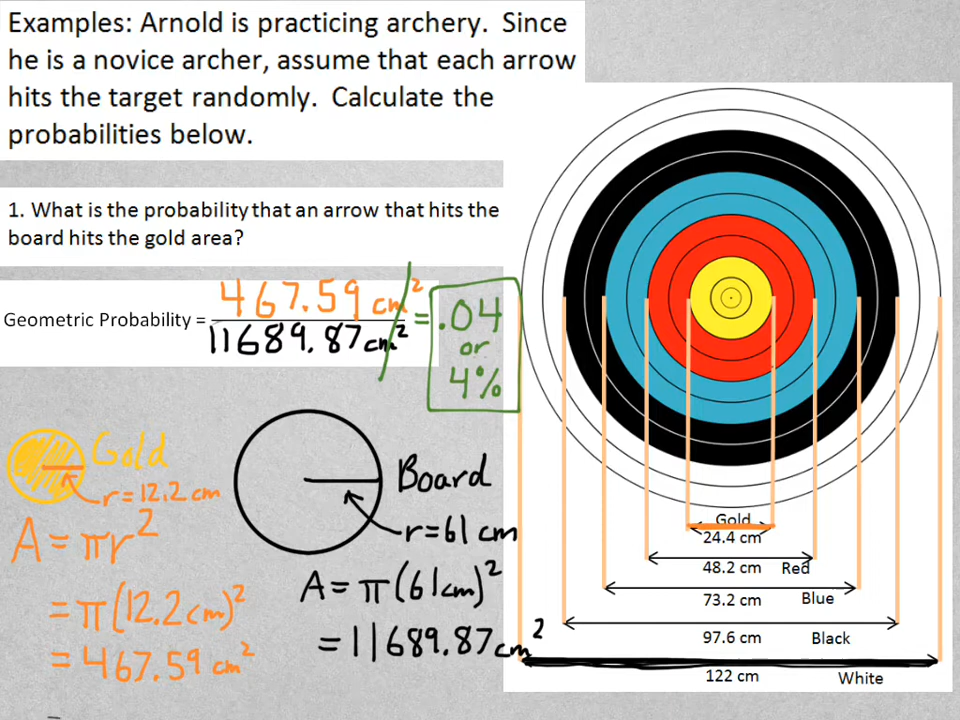 Examples: Arnold is practicing archery. Since
he is a novice archer, assume that each arrow
hits the target randomly. Calculate the
probabilities below.
1. What is the probability that an arrow that hits the
board hits the gold area?
Geometric Probability = 467.59 cm²
11689.87cm²
= .04
or
4%
Gold
r=12.2 cm
A = πr²
= π(12.2cm)²
= 467.59 cm²
Board
r=61 cm
A = π(61cm)²
= 11689.87cm²
Gold
24.4 cm
48.2 cm Red
73.2 cm Blue
97.6 cm Black
122 cm White